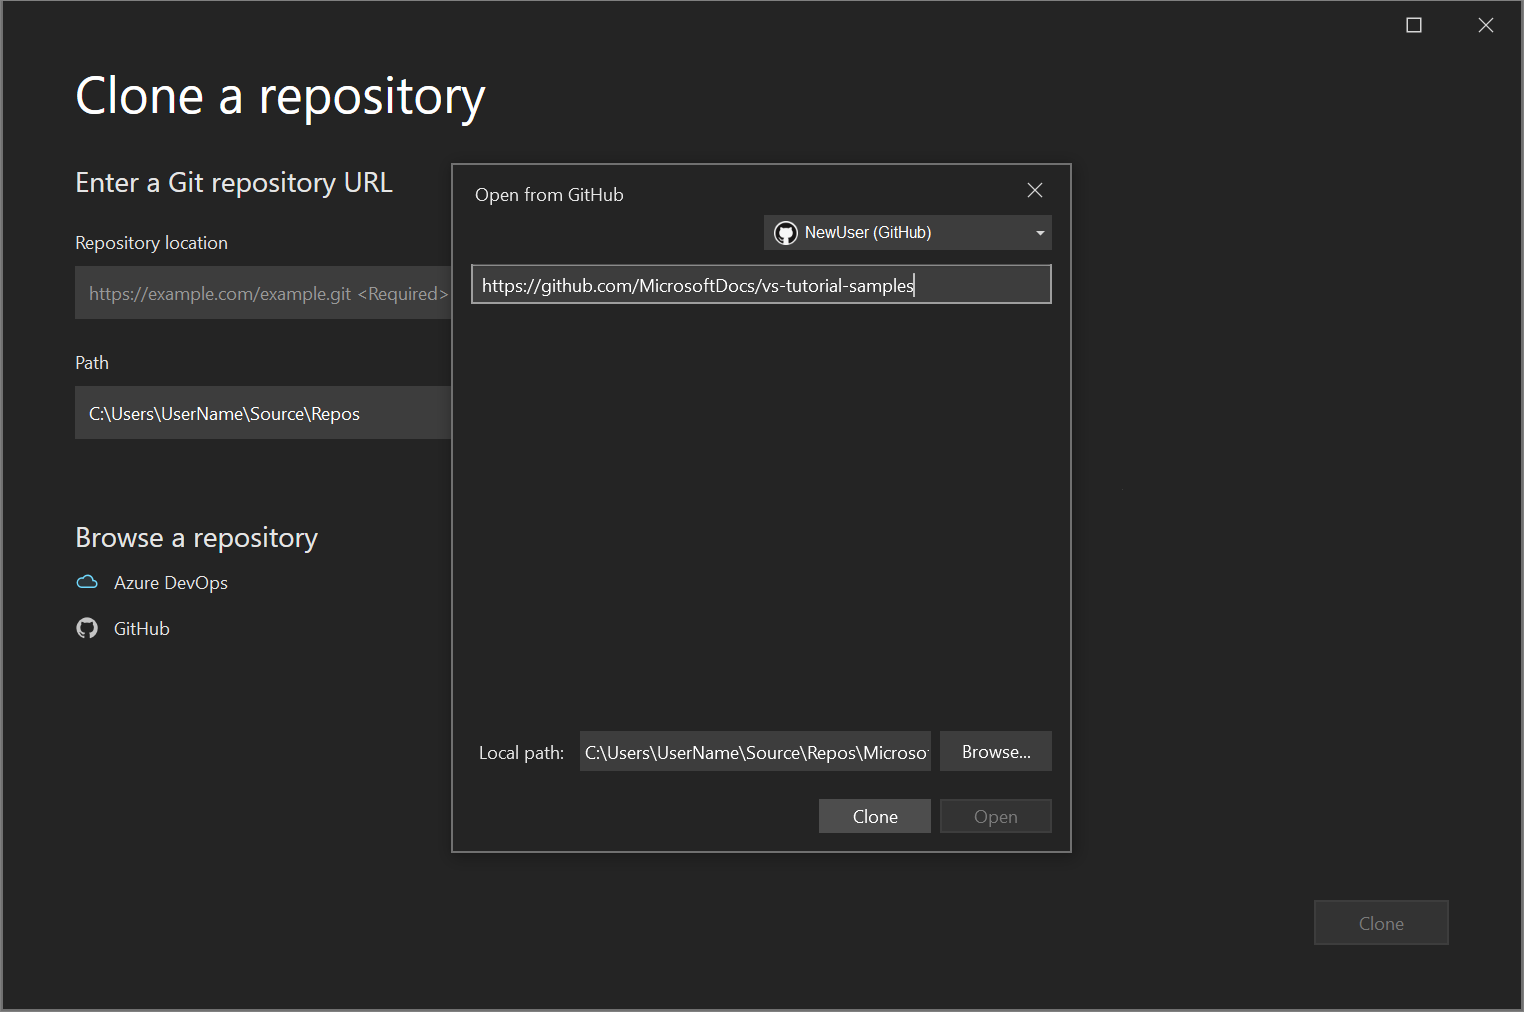 Clone a repository
Enter a Git repository URL
Repository location
https://example.com/example.git <Required>
Path
C:\Users\UserName\Source\Repos
Browse a repository
Azure DevOps
GitHub
Open from GitHub
NewUser (GitHub)
https://github.com/MicrosoftDocs/vs-tutorial-samples
Local path: C:\Users\UserName\Source\Repos\Microso Browse...
Clone Open
Clone